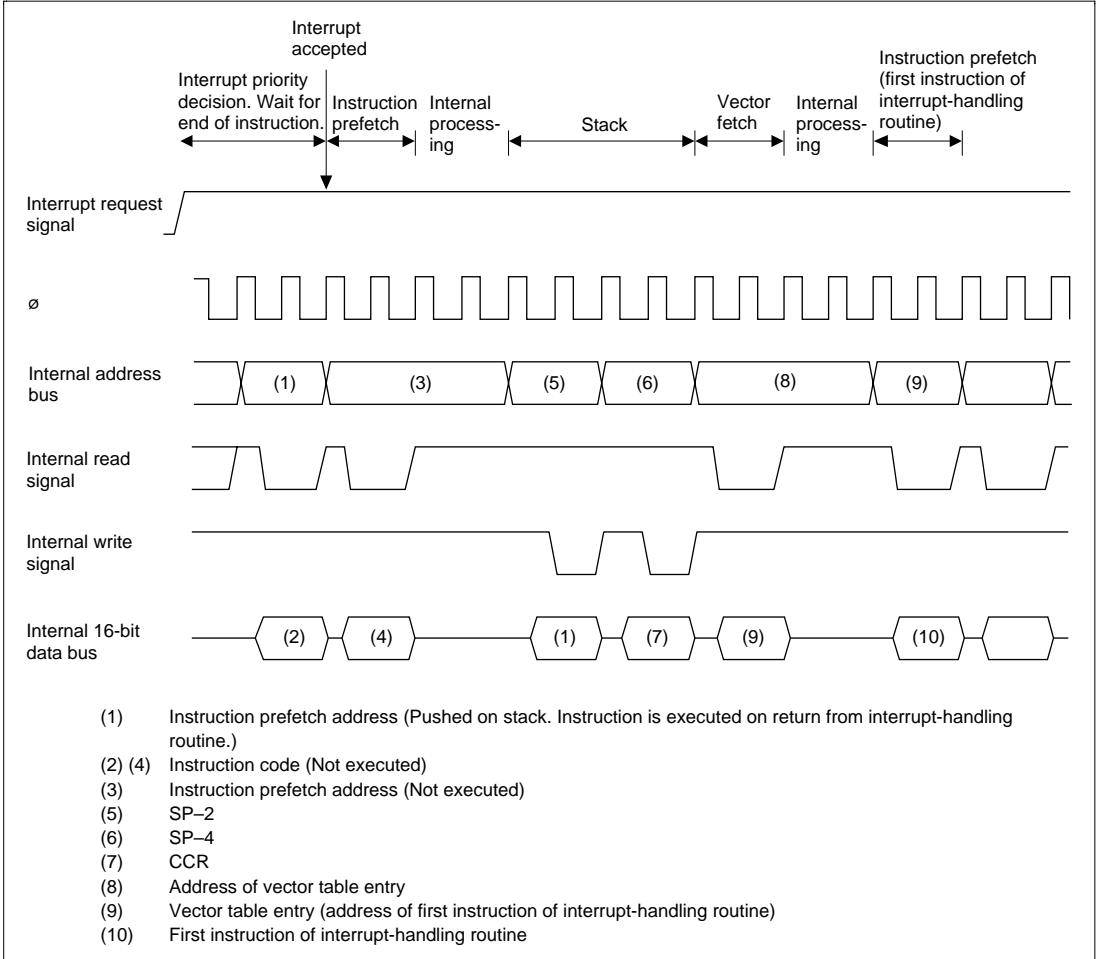 Interrupt
accepted
Interrupt priority
decision. Wait for
end of instruction.
Instruction
prefetch
Internal
process-
ing
Stack
Vector
fetch
Internal
process-
ing
Instruction prefetch
(first instruction of
interrupt-handling
routine)
Interrupt request
signal
ø
Internal address
bus
(1) (3) (5) (6) (8) (9)
Internal read
signal
Internal write
signal
Internal 16-bit
data bus
(2) (4) (1) (7) (9) (10)
(1) Instruction prefetch address (Pushed on stack. Instruction is executed on return from interrupt-handling
routine.)
(2) (4) Instruction code (Not executed)
(3) Instruction prefetch address (Not executed)
(5) SP–2
(6) SP–4
(7) CCR
(8) Address of vector table entry
(9) Vector table entry (address of first instruction of interrupt-handling routine)
(10) First instruction of interrupt-handling routine